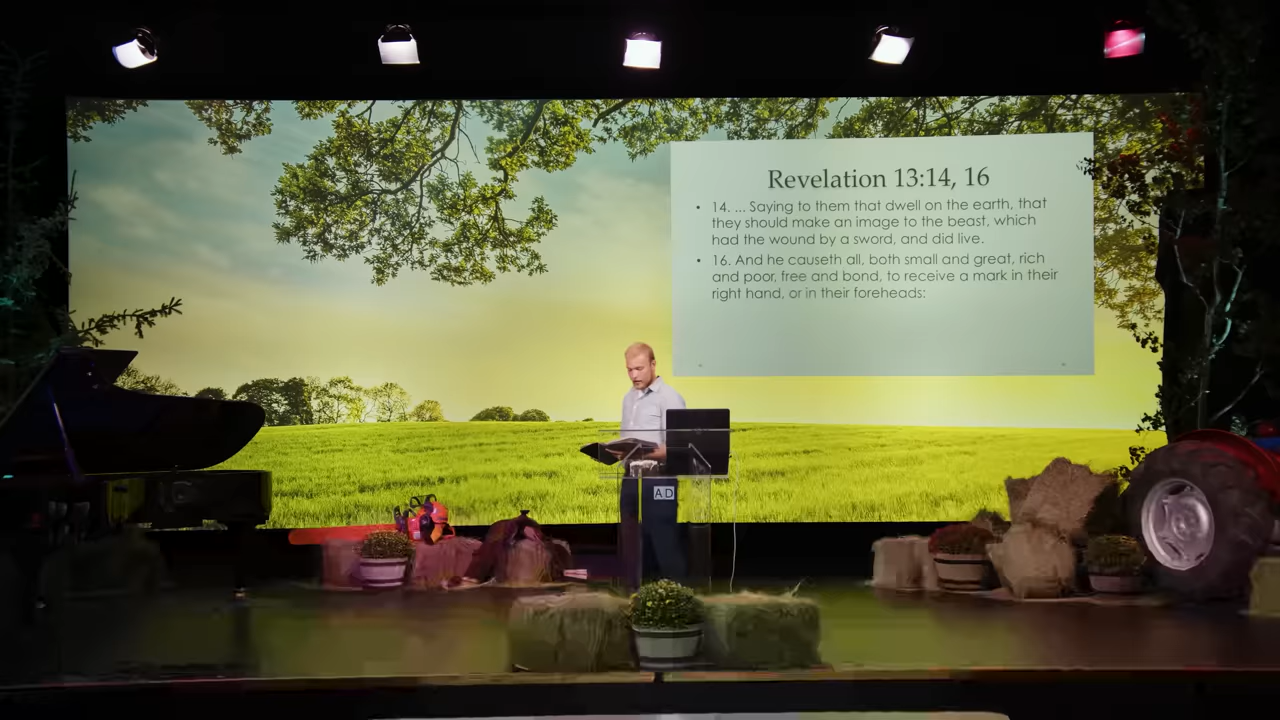 Revelation 13:14, 16
• 14. ... Saying to them that dwell on the earth, that
they should make an image to the beast, which
had the wound by a sword, and did live.
• 16. And he causeth all, both small and great, rich
and poor, free and bond, to receive a mark in their
right hand, or in their foreheads:
AD